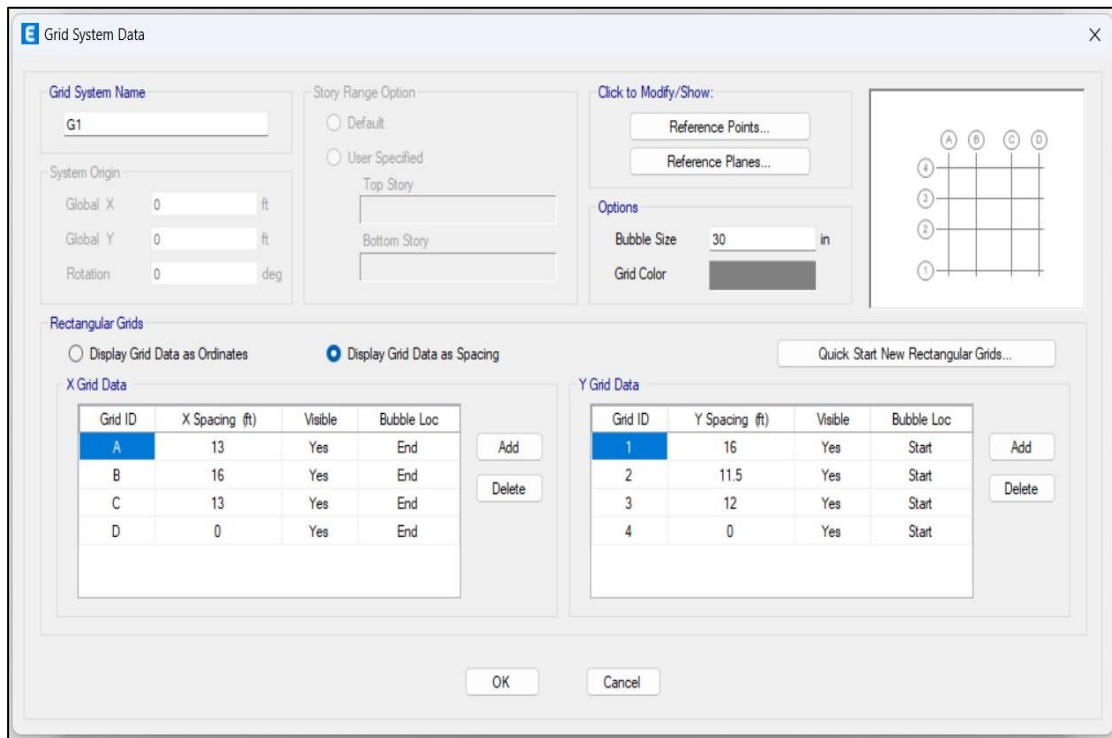 E Grid System Data X
Grid System Name
G1
System Origin
Global X 0 ft
Global Y 0 ft
Rotation 0 deg
Story Range Option
Default
User Specified
Top Story
Bottom Story
Click to Modify/Show:
Reference Points...
Reference Planes...
Options
Bubble Size 30 in
Grid Color
A B C D
4
3
2
1
Rectangular Grids
Display Grid Data as Ordinates Display Grid Data as Spacing Quick Start New Rectangular Grids...
X Grid Data
Grid ID X Spacing (ft) Visible Bubble Loc
A 13 Yes End
B 16 Yes End
C 13 Yes End
D 0 Yes End
Add
Delete
Y Grid Data
Grid ID Y Spacing (ft) Visible Bubble Loc
1 16 Yes Start
2 11.5 Yes Start
3 12 Yes Start
4 0 Yes Start
Add
Delete
OK Cancel